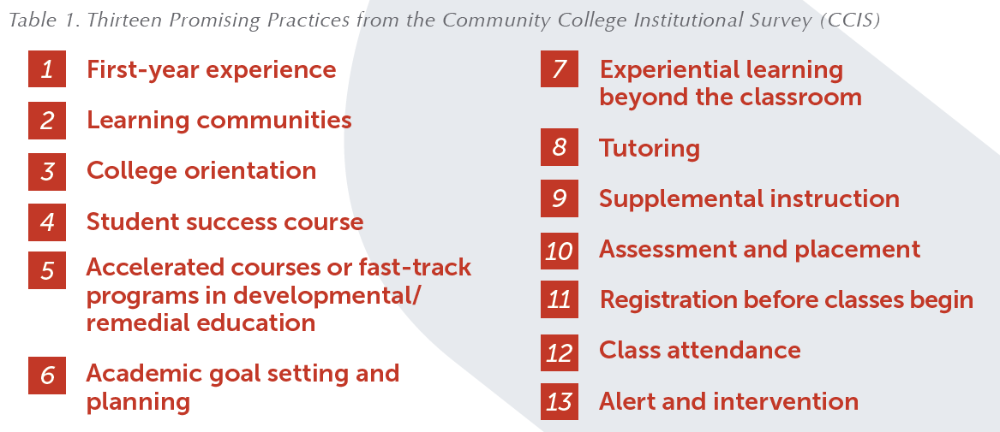 Table 1. Thirteen Promising Practices from the Community College Institutional Survey (CCIS)
1 First-year experience
2 Learning communities
3 College orientation
4 Student success course
5 Accelerated courses or fast-track
programs in developmental/
remedial education
6 Academic goal setting and
planning
7 Experiential learning
beyond the classroom
8 Tutoring
9 Supplemental instruction
10 Assessment and placement
11 Registration before classes begin
12 Class attendance
13 Alert and intervention